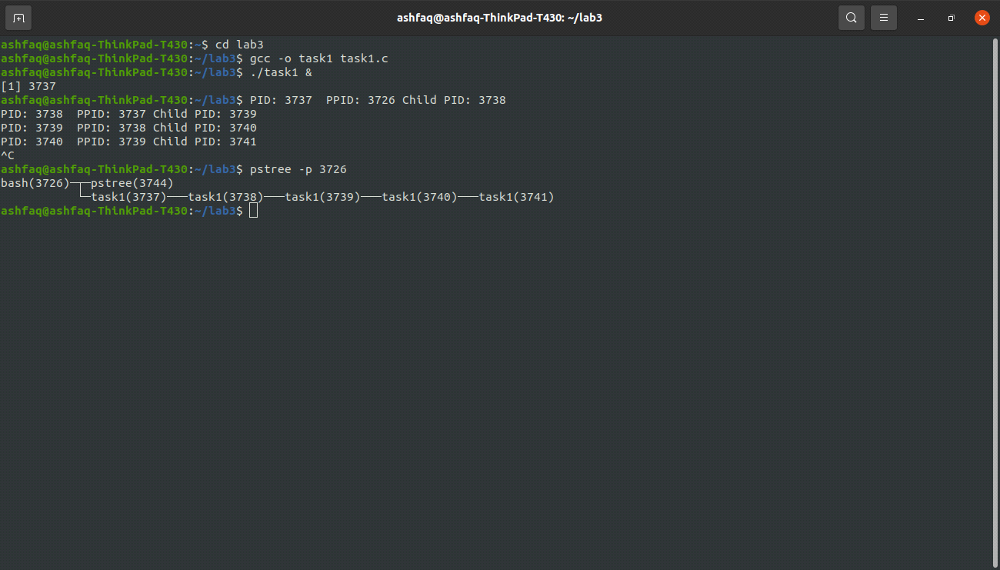 ashfaq@ashfaq-ThinkPad-T430: ~/lab3
ashfaq@ashfaq-ThinkPad-T430:~$ cd lab3
ashfaq@ashfaq-ThinkPad-T430:~/lab3$ gcc -o task1 task1.c
ashfaq@ashfaq-ThinkPad-T430:~/lab3$ ./task1 &
[1] 3737
ashfaq@ashfaq-ThinkPad-T430:~/lab3$ PID: 3737  PPID: 3726 Child PID: 3738
PID: 3738  PPID: 3737 Child PID: 3739
PID: 3739  PPID: 3738 Child PID: 3740
PID: 3740  PPID: 3739 Child PID: 3741
^C
ashfaq@ashfaq-ThinkPad-T430:~/lab3$ pstree -p 3726
bash(3726)─┬─pstree(3744)
           └─task1(3737)───task1(3738)───task1(3739)───task1(3740)───task1(3741)
ashfaq@ashfaq-ThinkPad-T430:~/lab3$